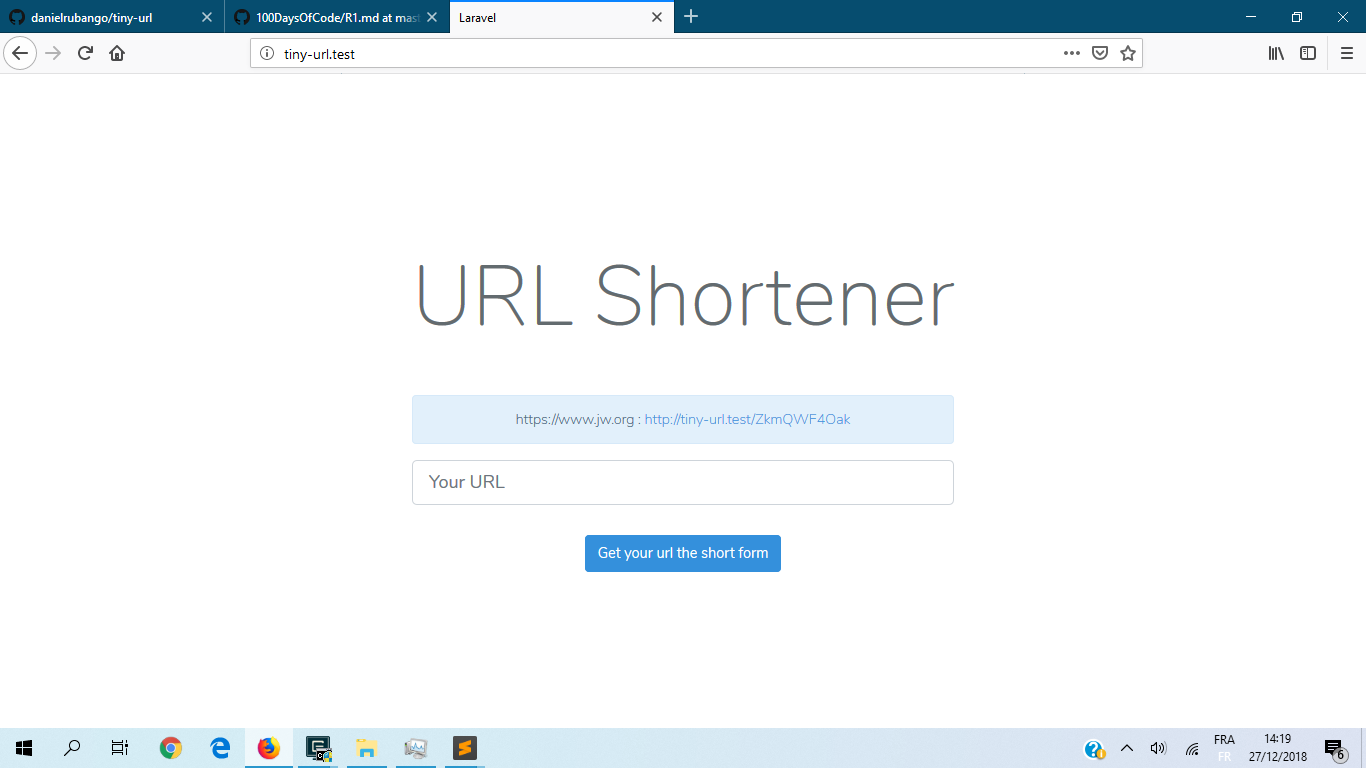 danielrubango/tiny-url
100DaysOfCode/R1.md at mast
Laravel
tiny-url.test
URL Shortener
https://www.jw.org : http://tiny-url.test/ZkmQWF4Oak
Your URL
Get your url the short form
FRA
FR
14:19
27/12/2018
6